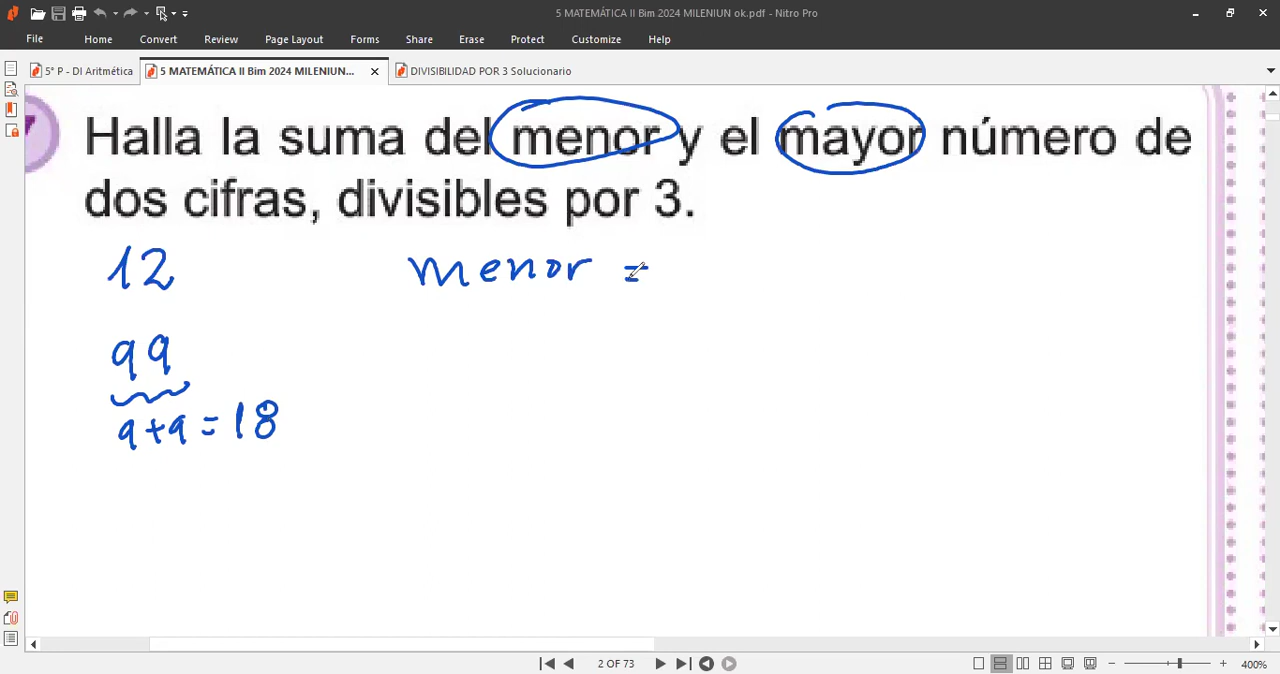 5 MATEMÁTICA II Bim 2024 MILENIUN ok.pdf - Nitro Pro
File Home Convert Review Page Layout Forms Share Erase Protect Customize Help
5° P - DI Aritmética
5 MATEMÁTICA II Bim 2024 MILENIUN...
DIVISIBILIDAD POR 3 Solucionario
Halla la suma del menor y el mayor número de
dos cifras, divisibles por 3.
12 menor =
99
9+9=18
2 OF 73
400%